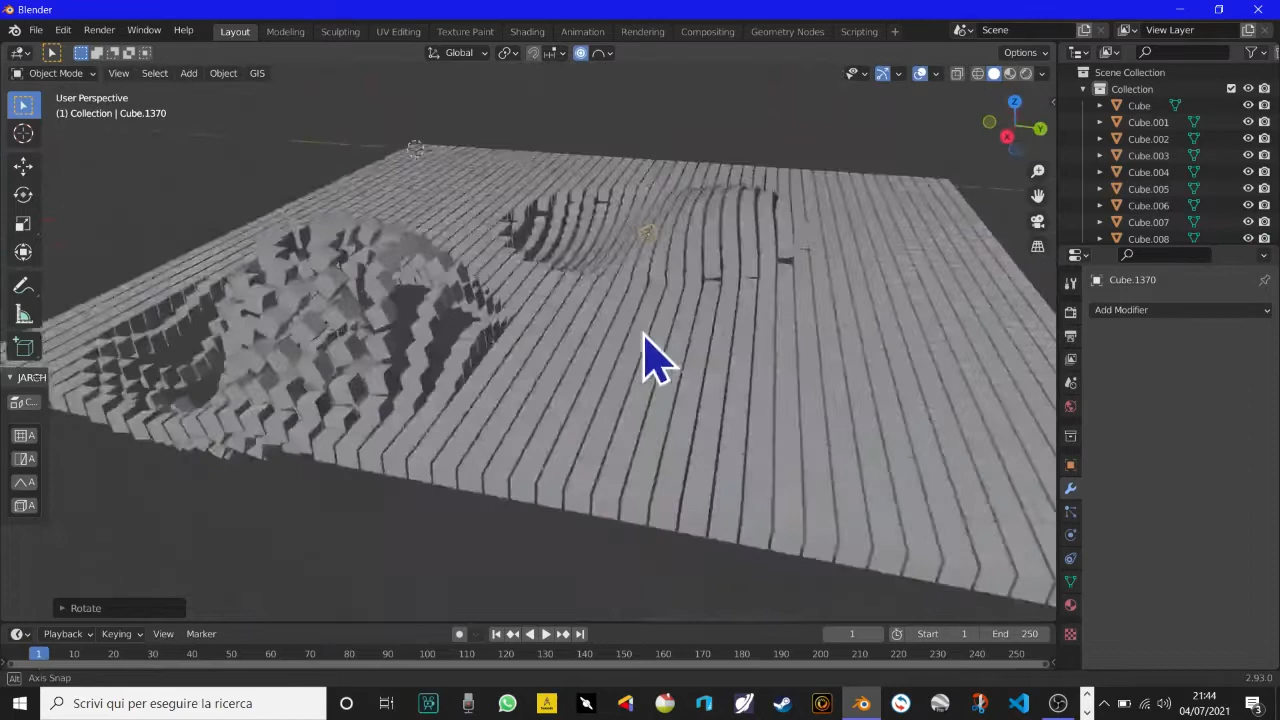 Blender
File Edit Render Window Help
Layout Modeling Sculpting UV Editing Texture Paint Shading Animation Rendering Compositing Geometry Nodes Scripting +
Scene
View Layer
Global
Options
Object Mode View Select Add Object GIS
User Perspective
(1) Collection | Cube.1370
Z
Y
X
Scene Collection
Collection
Cube
Cube.001
Cube.002
Cube.003
Cube.004
Cube.005
Cube.006
Cube.007
Cube.008
Cube.1370
Add Modifier
JARCH
C...
A
A
A
A
Rotate
Playback Keying View Marker
1
Start 1
End 250
1 10 20 30 40 50 60 70 80 90 100 110 120 130 140 150 160 170 180 190 200 210 220 230 240 250
Alt Axis Snap
2.93.0
Scrivi qui per eseguire la ricerca
21:44
04/07/2021
3